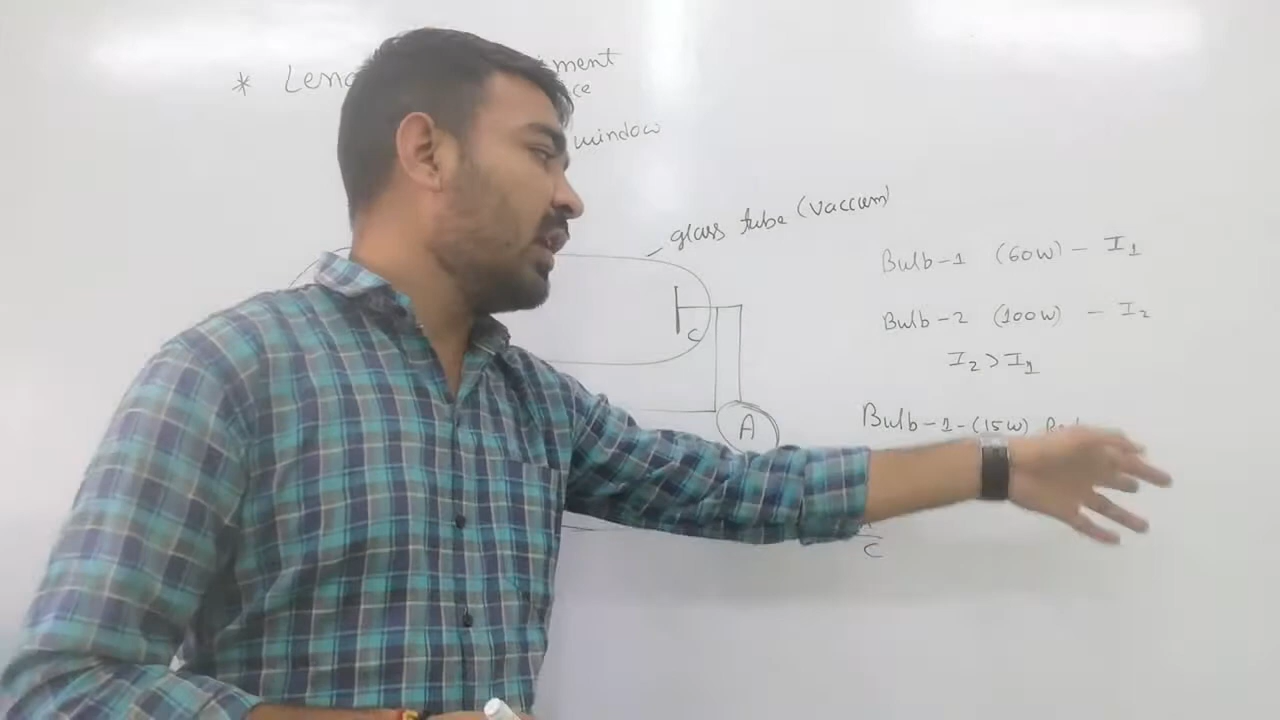 * Lena
ment
ce
window
glass tube (vaccum)
C
A
Bulb-1 (60W) - I1
Bulb-2 (100W) - I2
I2 > I1
Bulb-1-(15W)
C